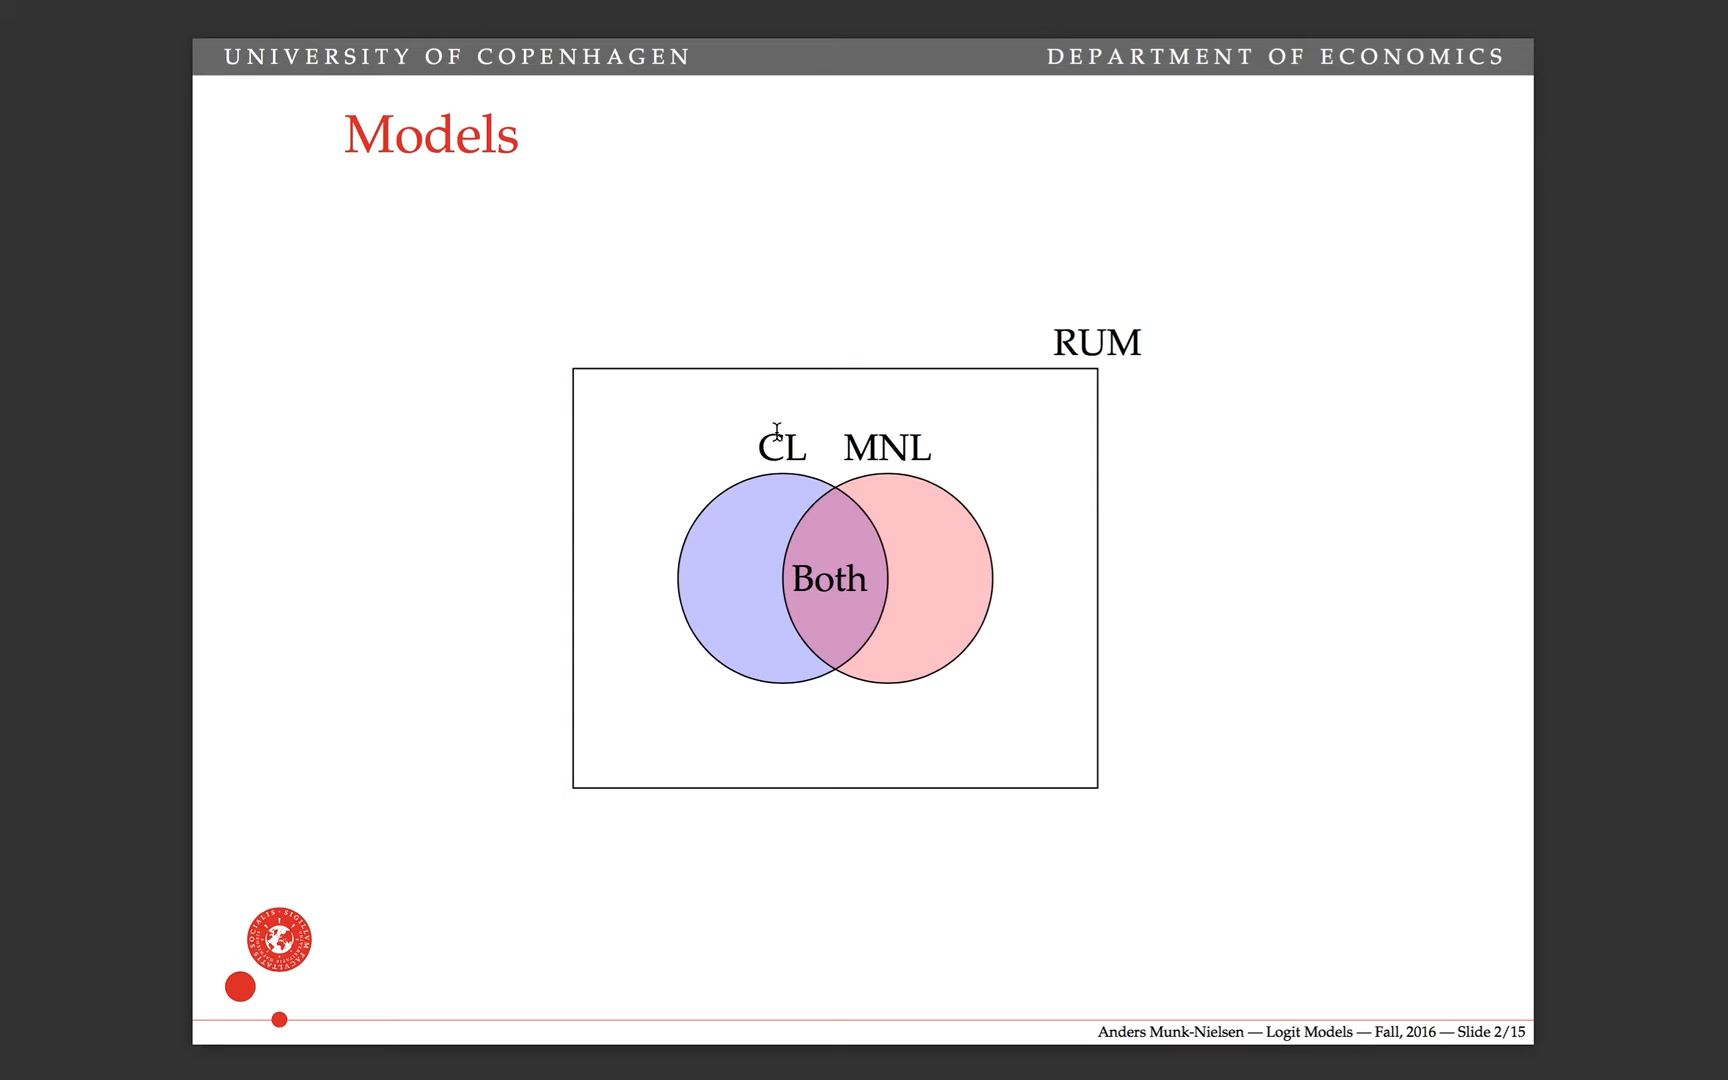 UNIVERSITY OF COPENHAGEN
DEPARTMENT OF ECONOMICS
Models
RUM
CL
MNL
Both
Anders Munk-Nielsen — Logit Models — Fall, 2016 — Slide 2/15